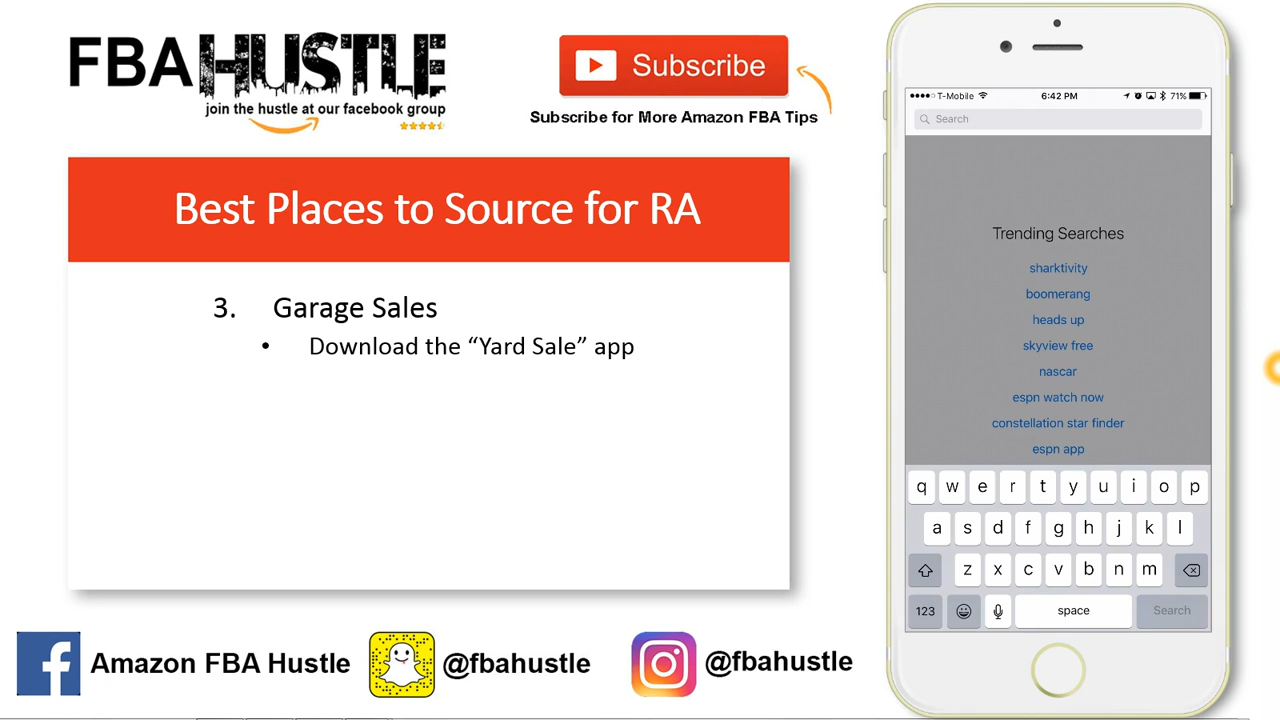 FBA HUSTLE
join the hustle at our facebook group
Subscribe
Subscribe for More Amazon FBA Tips
Best Places to Source for RA
3. Garage Sales
• Download the “Yard Sale” app
T-Mobile 6:42 PM 71%
Search
Trending Searches
sharktivity
boomerang
heads up
skyview free
nascar
espn watch now
constellation star finder
espn app
q w e r t y u i o p
a s d f g h j k l
z x c v b n m
123 space Search
f Amazon FBA Hustle @fbahustle @fbahustle